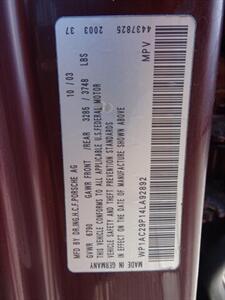 MFD BY: DR.ING.H.C.F.PORSCHE AG
10 / 03
LBS
GVWR 6790
GAWR FRONT
/REAR
3285
/ 3748
THIS VEHICLE CONFORMS TO ALL APPLICABLE U.S.FEDERAL MOTOR
VEHICLE SAFETY AND THEFT PREVENTION STANDARDS
IN EFFECT ON THE DATE OF MANUFACTURE SHOWN ABOVE
MADE IN GERMANY
WP1AC29P14LA92892
MPV
4437825
2003
37